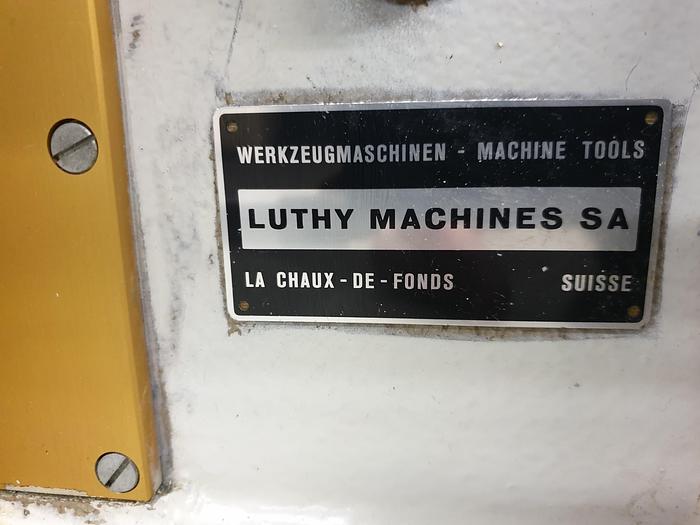 WERKZEUGMASCHINEN - MACHINE TOOLS
LUTHY MACHINES SA
LA CHAUX-DE-FONDS SUISSE